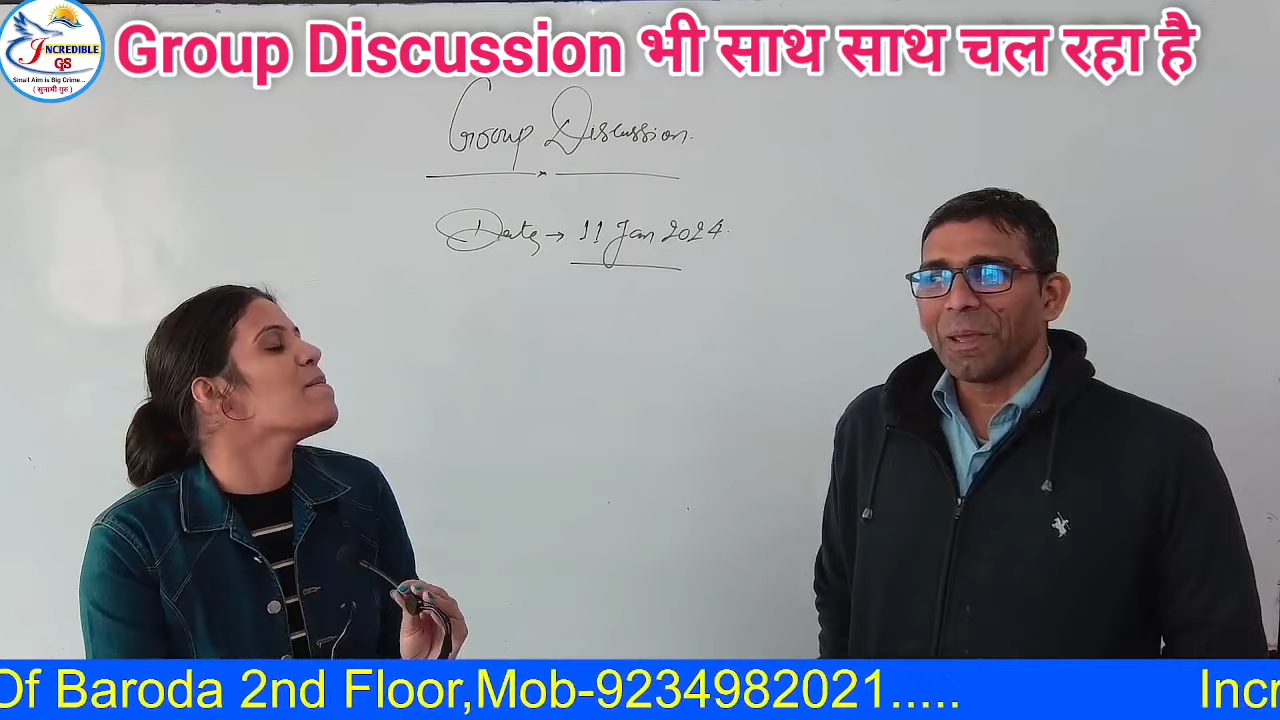 INCREDIBLE
GS
Small Aim is Big Crime...
( सुनामी गुरु )
Group Discussion भी साथ साथ चल रहा है
Group Discussion.
Date → 11 Jan 2024.
Of Baroda 2nd Floor,Mob-9234982021..... Incr